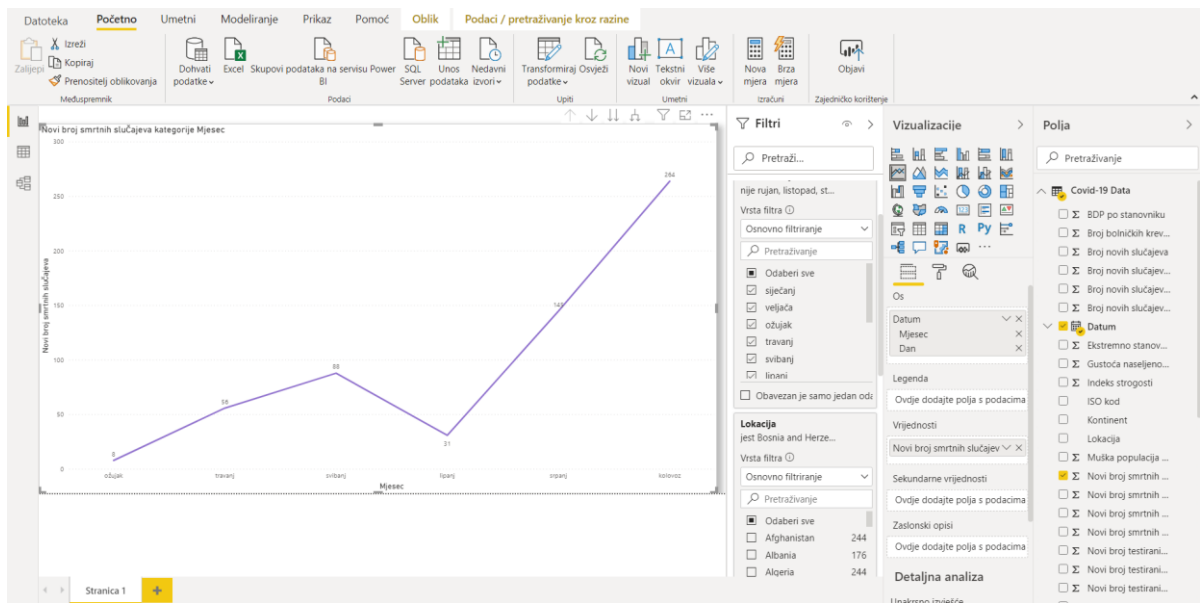 Datoteka Početno Umetni Modeliranje Prikaz Pomoć Oblik Podaci / pretraživanje kroz razine
Zalijepi
Izreži
Kopiraj
Prenositelj oblikovanja
Međuspremnik
Dohvati podatke
Excel
Skupovi podataka na servisu Power BI
SQL Server
Unos podataka
Nedavni izvori
Podaci
Transformiraj podatke
Osvježi
Upiti
Novi vizual
Tekstni okvir
Više vizuala
Umetni
Nova mjera
Brza mjera
Izračuni
Objavi
Zajedničko korištenje
Novi broj smrtnih slučajeva kategorije Mjesec
Novi broj smrtnih slučajeva
300
250
200
150
100
50
0
8
56
88
31
264
ožujak travanj svibanj lipanj srpanj kolovoz
Mjesec
Stranica 1
Filtri
Pretraži...
nije rujan, listopad, st...
Vrsta filtra
Osnovno filtriranje
Pretraživanje
Odaberi sve
siječanj
veljača
ožujak
travanj
svibanj
lipanj
Obavezan je samo jedan oda
Lokacija
jest Bosnia and Herze...
Vrsta filtra
Osnovno filtriranje
Pretraživanje
Odaberi sve
Afghanistan 244
Albania 176
Algeria 244
Vizualizacije
R Py
Os
Datum
Mjesec
Dan
Legenda
Ovdje dodajte polja s podacima
Vrijednosti
Novi broj smrtnih slučajev
Sekundarne vrijednosti
Ovdje dodajte polja s podacima
Zaslonski opisi
Ovdje dodajte polja s podacima
Detaljna analiza
Unakrsno izvješće
Polja
Pretraživanje
Covid-19 Data
Σ BDP po stanovniku
Σ Broj bolničkih krev...
Σ Broj novih slučajeva
Σ Broj novih slučajev...
Σ Broj novih slučajev...
Σ Broj novih slučajev...
Datum
Σ Ekstremno stanov...
Σ Gustoća naseljeno...
Σ Indeks strogosti
ISO kod
Kontinent
Lokacija
Σ Muška populacija ...
Σ Novi broj smrtnih ...
Σ Novi broj smrtnih ...
Σ Novi broj smrtnih ...
Σ Novi broj smrtnih ...
Σ Novi broj testirani...
Σ Novi broj testirani...
Σ Novi broj testirani...